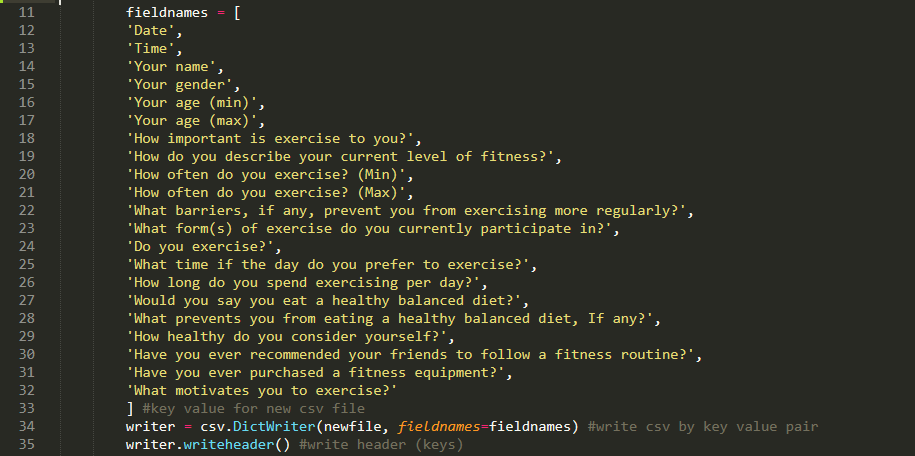 11 fieldnames = [
12 'Date',
13 'Time',
14 'Your name',
15 'Your gender',
16 'Your age (min)',
17 'Your age (max)',
18 'How important is exercise to you?',
19 'How do you describe your current level of fitness?',
20 'How often do you exercise? (Min)',
21 'How often do you exercise? (Max)',
22 'What barriers, if any, prevent you from exercising more regularly?',
23 'What form(s) of exercise do you currently participate in?',
24 'Do you exercise?',
25 'What time if the day do you prefer to exercise?',
26 'How long do you spend exercising per day?',
27 'Would you say you eat a healthy balanced diet?',
28 'What prevents you from eating a healthy balanced diet, If any?',
29 'How healthy do you consider yourself?',
30 'Have you ever recommended your friends to follow a fitness routine?',
31 'Have you ever purchased a fitness equipment?',
32 'What motivates you to exercise?'
33 ] #key value for new csv file
34 writer = csv.DictWriter(newfile, fieldnames=fieldnames) #write csv by key value pair
35 writer.writeheader() #write header (keys)